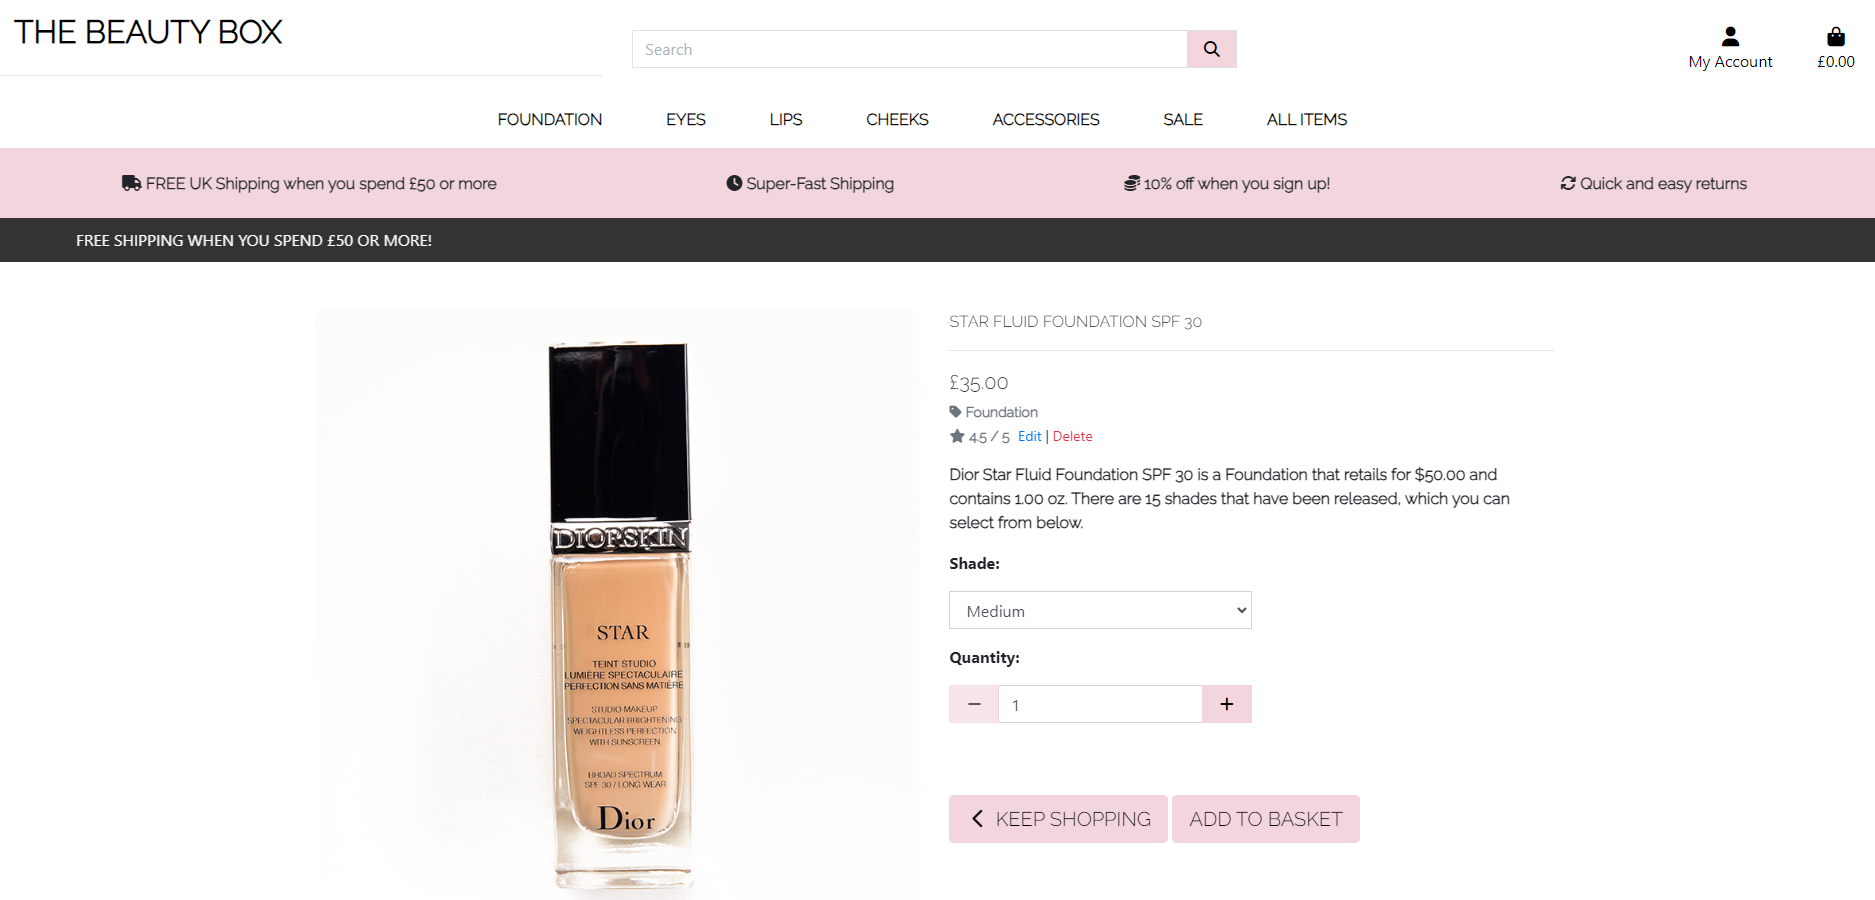 THE BEAUTY BOX
Search
My Account
£0.00
FOUNDATION
EYES
LIPS
CHEEKS
ACCESSORIES
SALE
ALL ITEMS
FREE UK Shipping when you spend £50 or more
Super-Fast Shipping
10% off when you sign up!
Quick and easy returns
FREE SHIPPING WHEN YOU SPEND £50 OR MORE!
DIORSKIN
STAR
TEINT STUDIO
LUMIÈRE SPECTACULAIRE
PERFECTION SANS MATIÈRE
STUDIO MAKEUP
SPECTACULAR BRIGHTENING
WEIGHTLESS PERFECTION
WITH SUNSCREEN
BROAD SPECTRUM
SPF 30 / LONG WEAR
Dior
STAR FLUID FOUNDATION SPF 30
£35.00
Foundation
4.5 / 5 Edit | Delete
Dior Star Fluid Foundation SPF 30 is a Foundation that retails for $50.00 and
contains 1.00 oz. There are 15 shades that have been released, which you can
select from below.
Shade:
Medium
Quantity:
1
KEEP SHOPPING
ADD TO BASKET